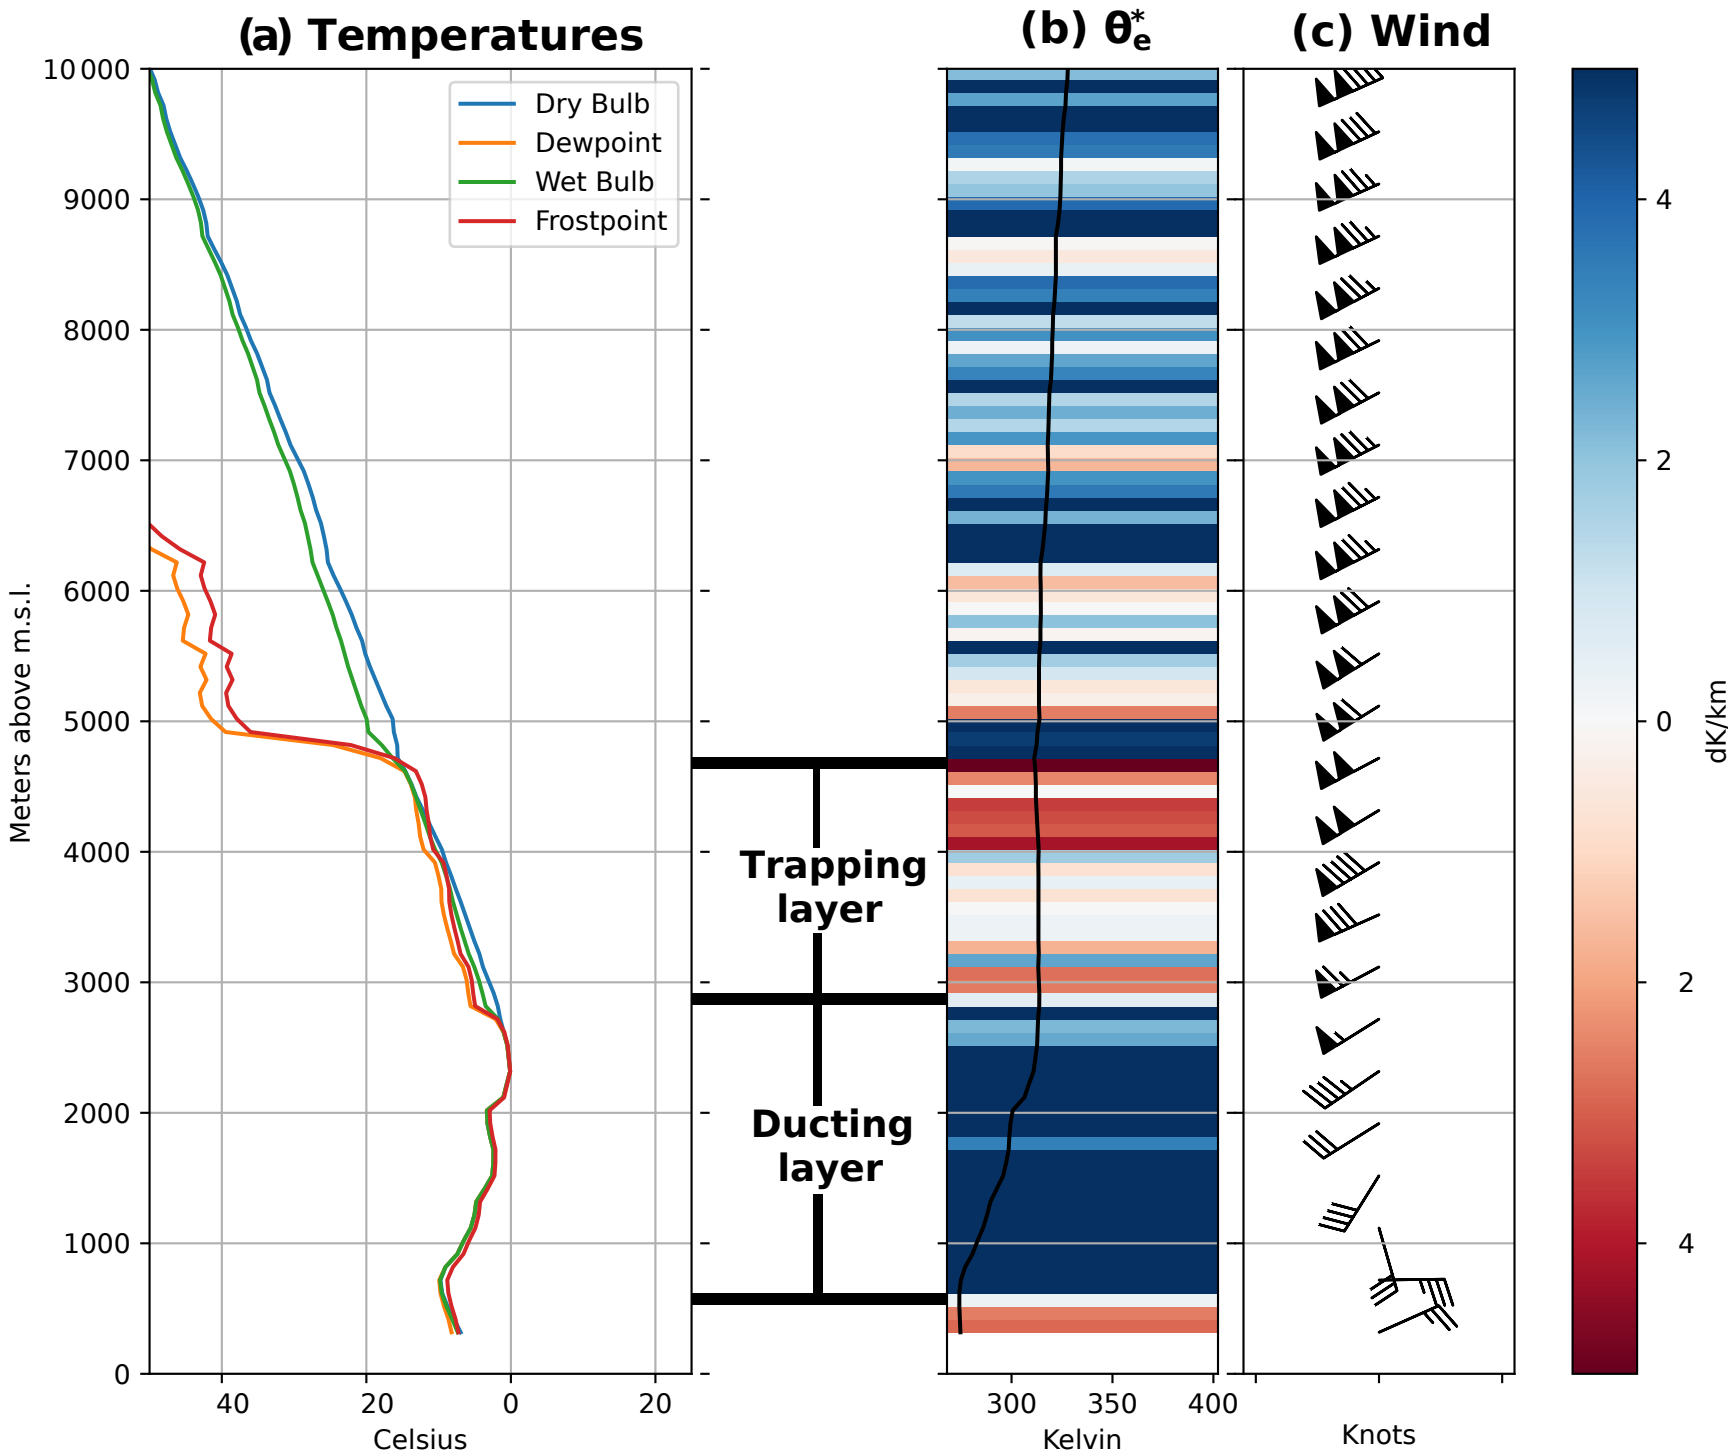 (a) Temperatures
(b) θ*e
(c) Wind
10 000
9000
8000
7000
6000
5000
4000
3000
2000
1000
0
Meters above m.s.l.
Dry Bulb
Dewpoint
Wet Bulb
Frostpoint
40
20
0
20
Celsius
Trapping
layer
Ducting
layer
300
350
400
Kelvin
Knots
4
2
0
2
4
dK/km